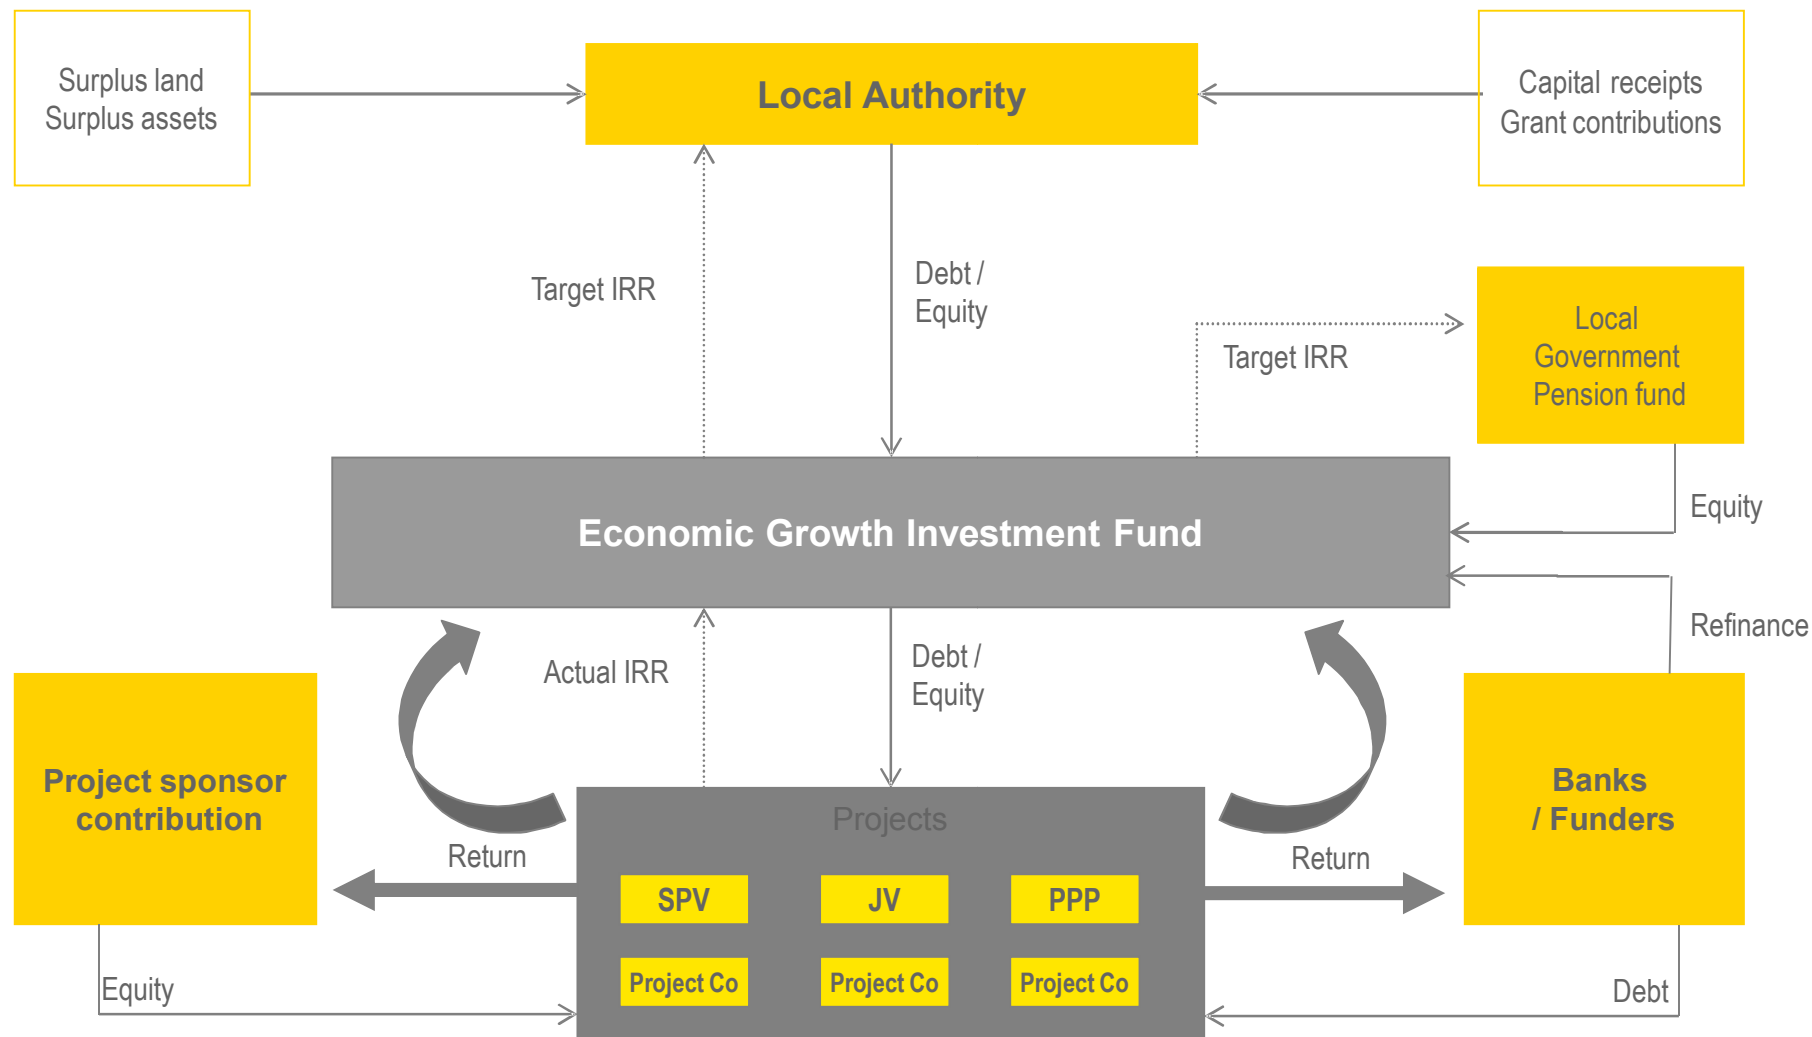 Surplus land
Surplus assets
Local Authority
Capital receipts
Grant contributions
Target IRR
Debt /
Equity
Target IRR
Local
Government
Pension fund
Equity
Economic Growth Investment Fund
Refinance
Actual IRR
Debt /
Equity
Project sponsor
contribution
Banks
/ Funders
Projects
Return
Return
SPV
JV
PPP
Project Co
Project Co
Project Co
Equity
Debt